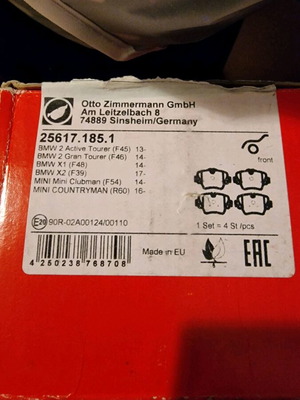 Otto Zimmermann GmbH
Am Leitzelbach 8
74889 Sinsheim/Germany
25617.185.1
BMW 2 Active Tourer (F45) 13-
BMW 2 Gran Tourer (F46) 14-
BMW X1 (F48) 14-
BMW X2 (F39) 17-
MINI Mini Clubman (F54) 14-
MINI COUNTRYMAN (R60) 16-
front
1 Set = 4 St./pcs
E20 90R-02A00124/00110
4 250238 768708
Made in EU
EAC